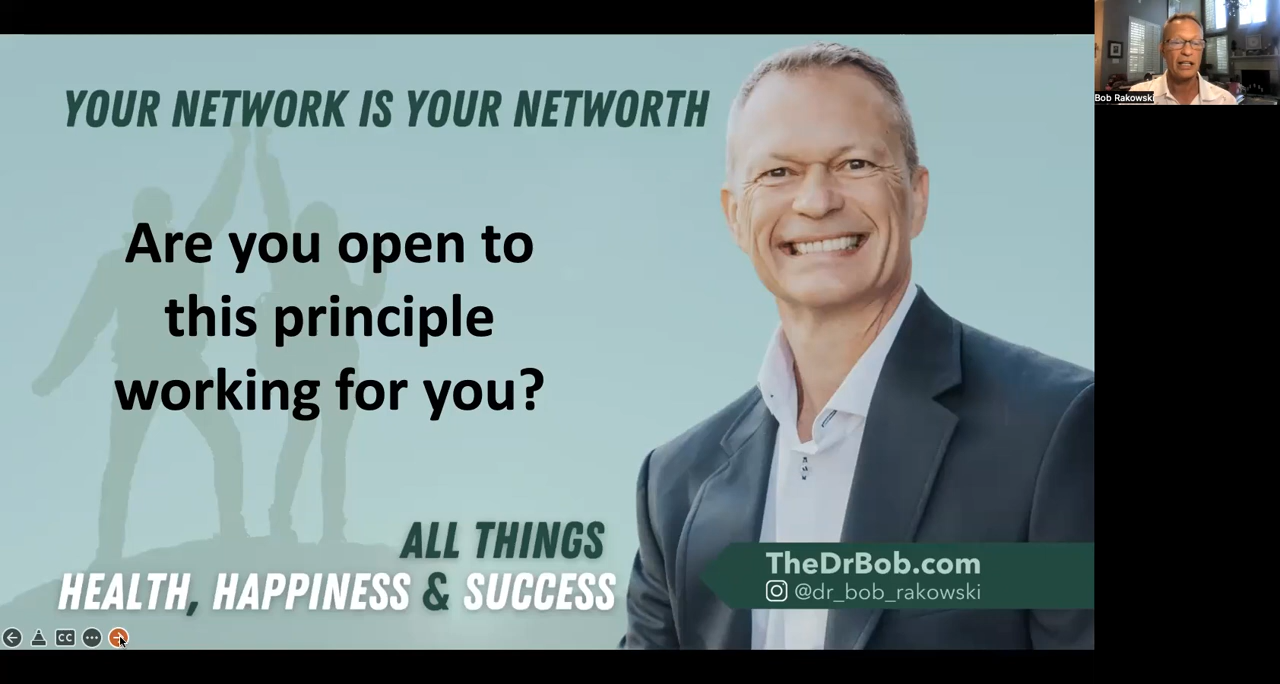 YOUR NETWORK IS YOUR NETWORTH
Bob Rakowski
Are you open to
this principle
working for you?
ALL THINGS
HEALTH, HAPPINESS & SUCCESS
TheDrBob.com
@dr_bob_rakowski
CC